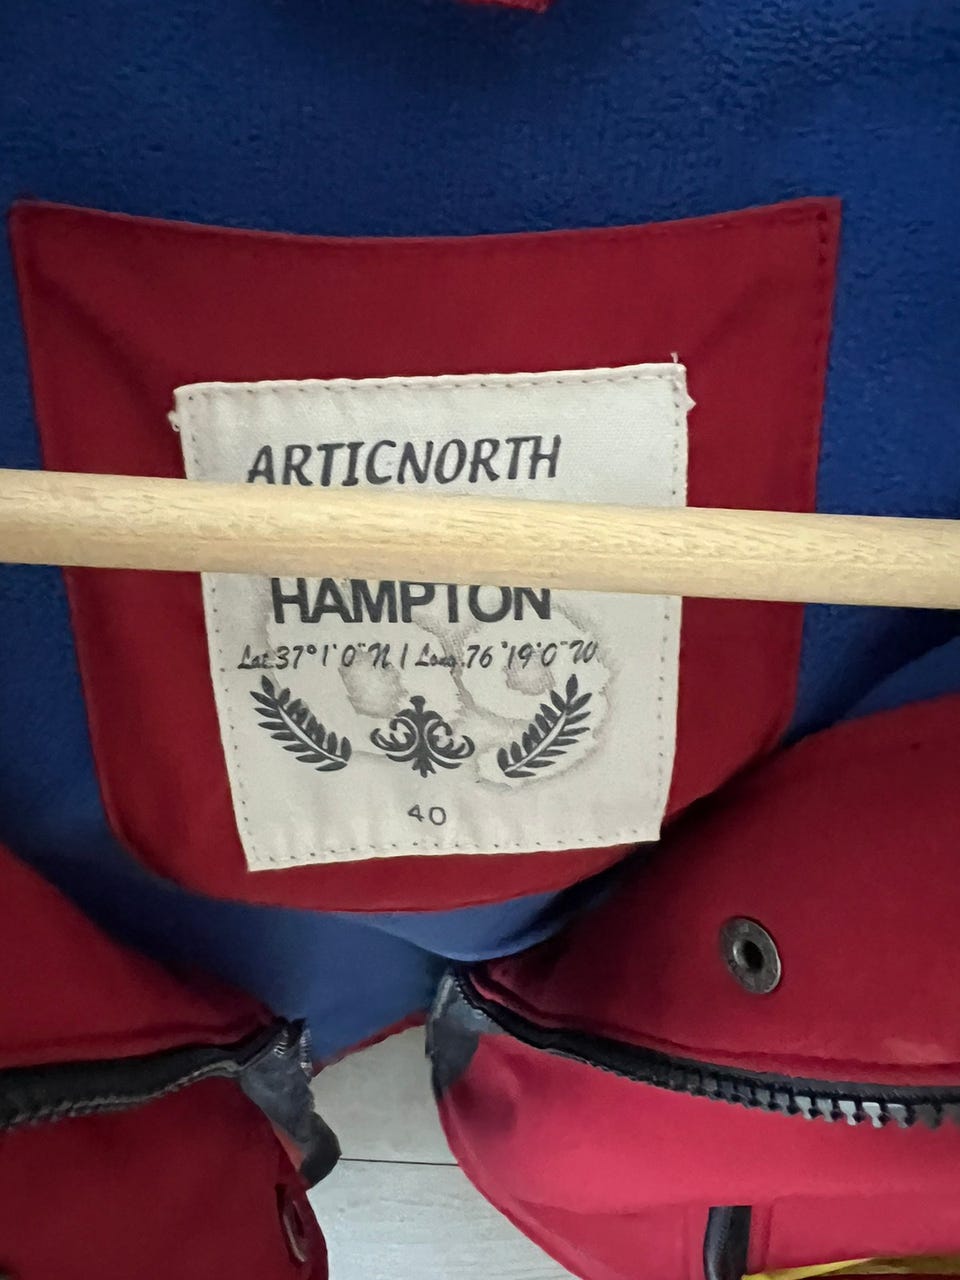 ARTICNORTH
HAMPTON
Lat.37°1'0"N | Long.76°19'0"W
40